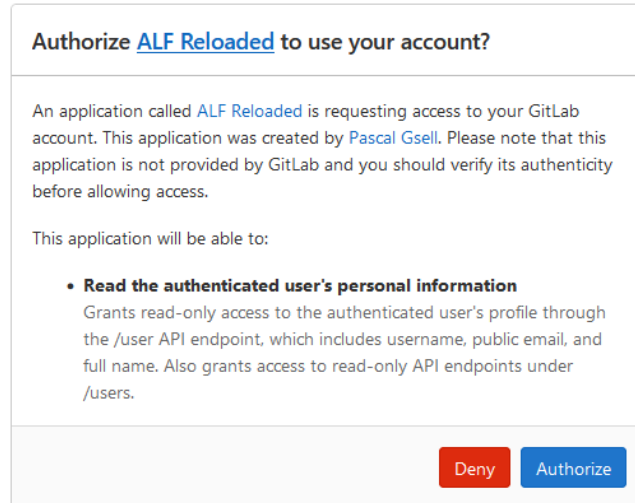 Authorize ALF Reloaded to use your account?
An application called ALF Reloaded is requesting access to your GitLab
account. This application was created by Pascal Gsell. Please note that this
application is not provided by GitLab and you should verify its authenticity
before allowing access.
This application will be able to:
• Read the authenticated user's personal information
Grants read-only access to the authenticated user's profile through
the /user API endpoint, which includes username, public email, and
full name. Also grants access to read-only API endpoints under
/users.
Deny Authorize